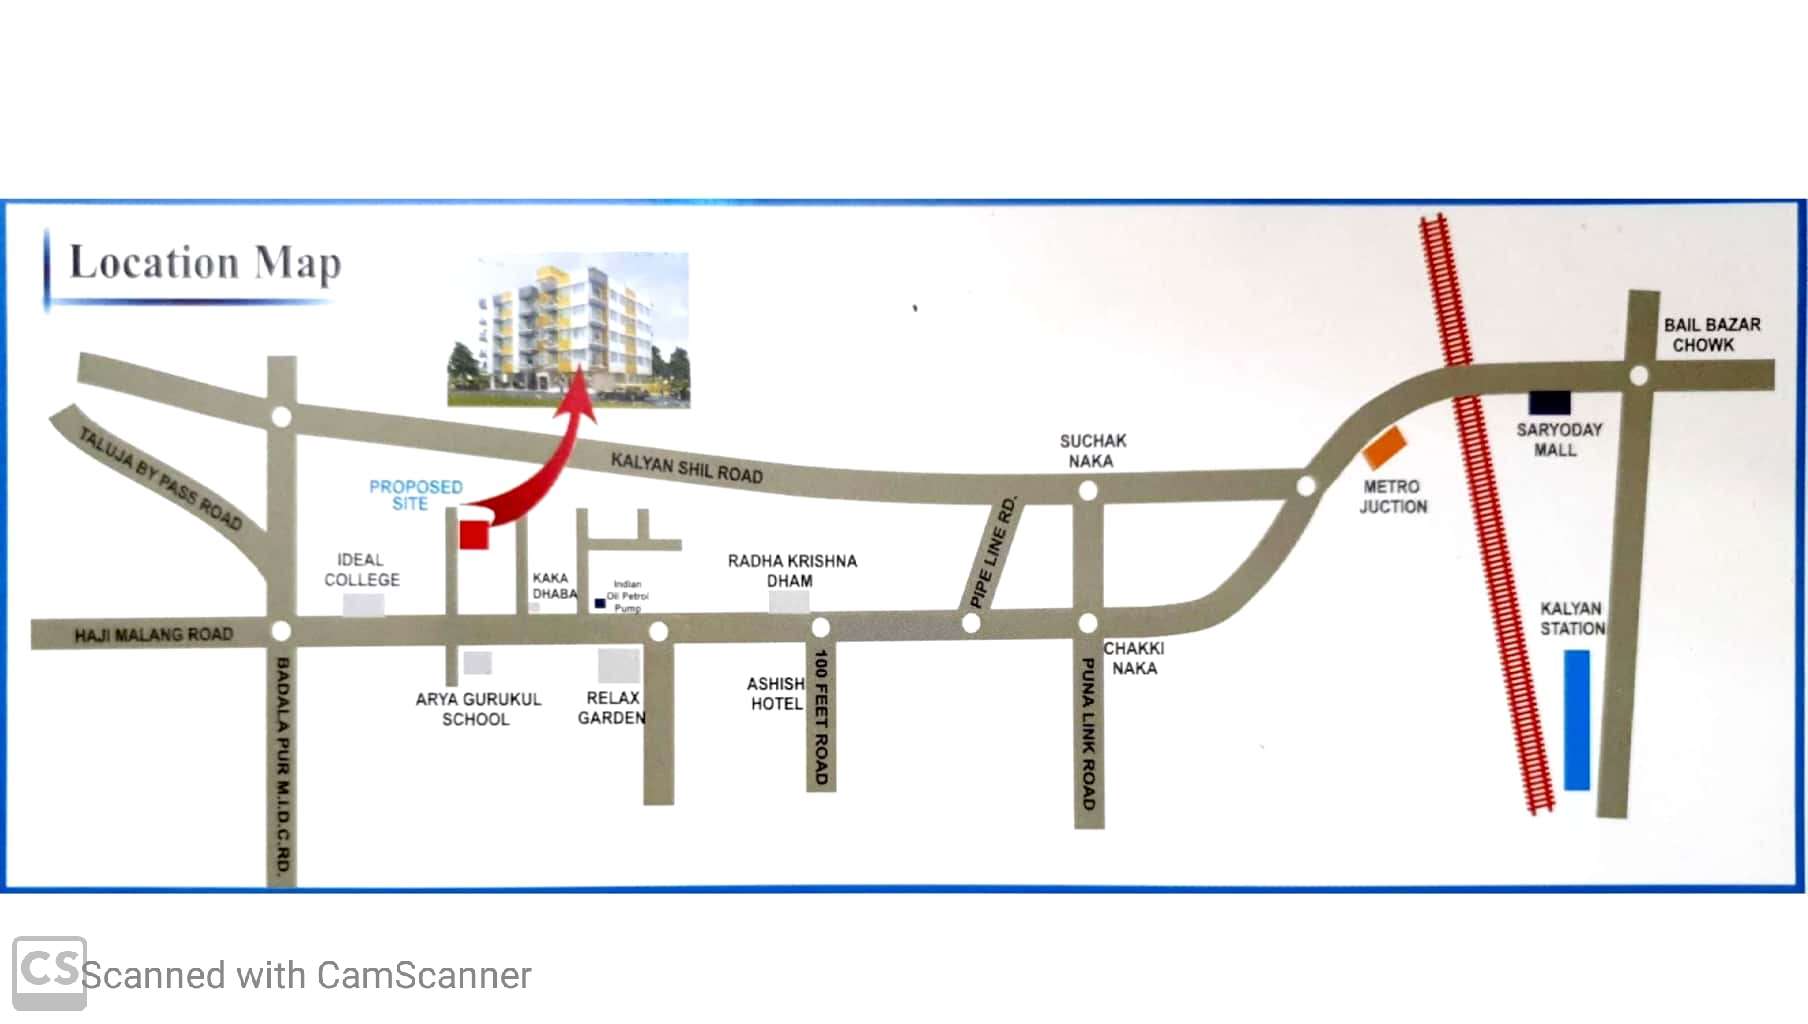 Location Map
BAIL BAZAR
CHOWK
SARYODAY
MALL
SUCHAK
NAKA
KALYAN SHIL ROAD
TALUJA BY PASS ROAD
PROPOSED
SITE
METRO
JUCTION
PIPE LINE RD.
IDEAL
COLLEGE
KAKA
DHABA
Indian
Oil Petrol
Pump
RADHA KRISHNA
DHAM
KALYAN
STATION
HAJI MALANG ROAD
CHAKKI
NAKA
ARYA GURUKUL
SCHOOL
RELAX
GARDEN
ASHISH
HOTEL
100 FEET ROAD
PUNA LINK ROAD
BADALA PUR M.I.D.C.RD.
CS Scanned with CamScanner